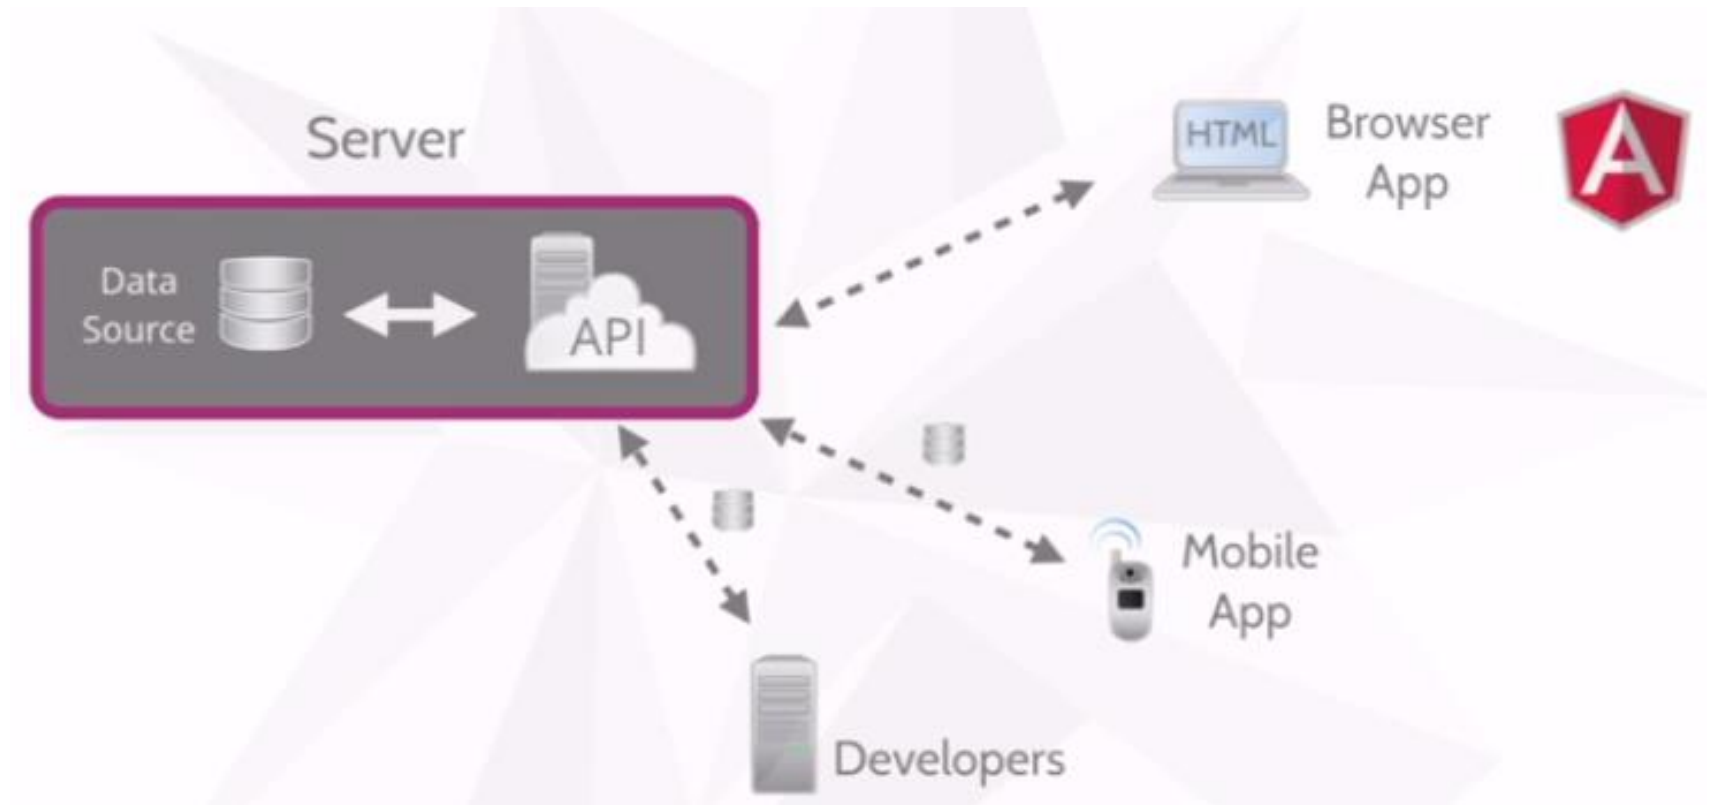 Server
Data
Source
API
HTML
Browser
App
A
Mobile
App
Developers